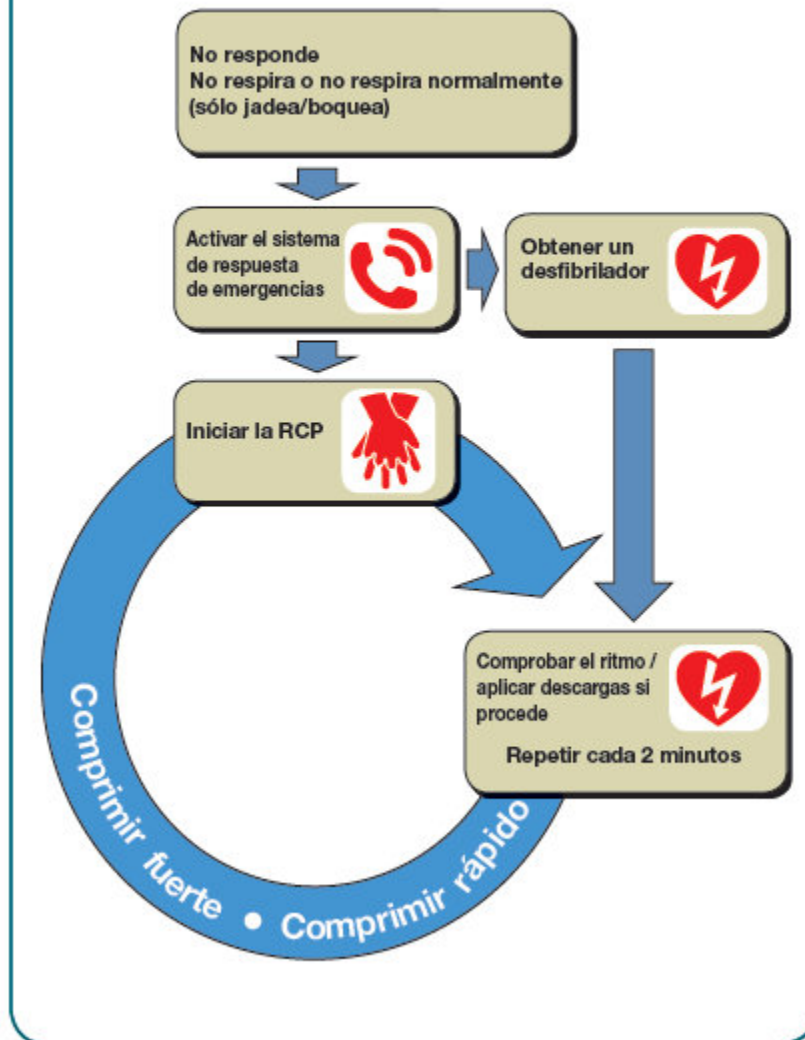 No responde
No respira o no respira normalmente
(sólo jadea/boquea)
Activar el sistema
de respuesta
de emergencias
Obtener un
desfibrilador
Iniciar la RCP
Comprobar el ritmo /
aplicar descargas si
procede
Repetir cada 2 minutos
Comprimir fuerte • Comprimir rápido